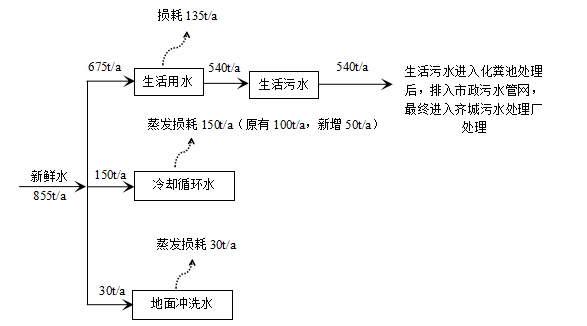 损耗 135t/a
675t/a
生活用水
540t/a
生活污水
540t/a
生活污水进入化粪池处理
后，排入市政污水管网，
最终进入齐城污水处理厂
处理
蒸发损耗 150t/a（原有 100t/a，新增 50t/a）
新鲜水
855t/a
150t/a
冷却循环水
蒸发损耗 30t/a
30t/a
地面冲洗水